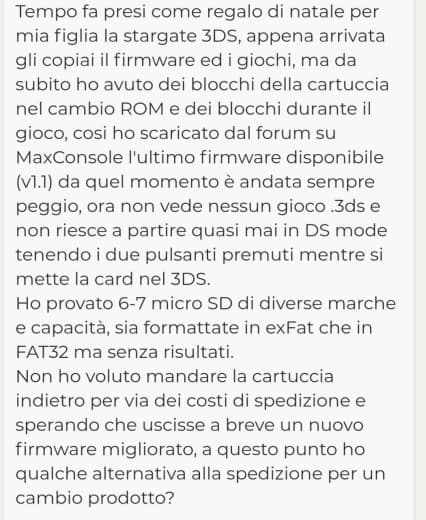 Tempo fa presi come regalo di natale per
mia figlia la stargate 3DS, appena arrivata
gli copiai il firmware ed i giochi, ma da
subito ho avuto dei blocchi della cartuccia
nel cambio ROM e dei blocchi durante il
gioco, cosi ho scaricato dal forum su
MaxConsole l'ultimo firmware disponibile
(v1.1) da quel momento è andata sempre
peggio, ora non vede nessun gioco .3ds e
non riesce a partire quasi mai in DS mode
tenendo i due pulsanti premuti mentre si
mette la card nel 3DS.
Ho provato 6-7 micro SD di diverse marche
e capacità, sia formattate in exFat che in
FAT32 ma senza risultati.
Non ho voluto mandare la cartuccia
indietro per via dei costi di spedizione e
sperando che uscisse a breve un nuovo
firmware migliorato, a questo punto ho
qualche alternativa alla spedizione per un
cambio prodotto?